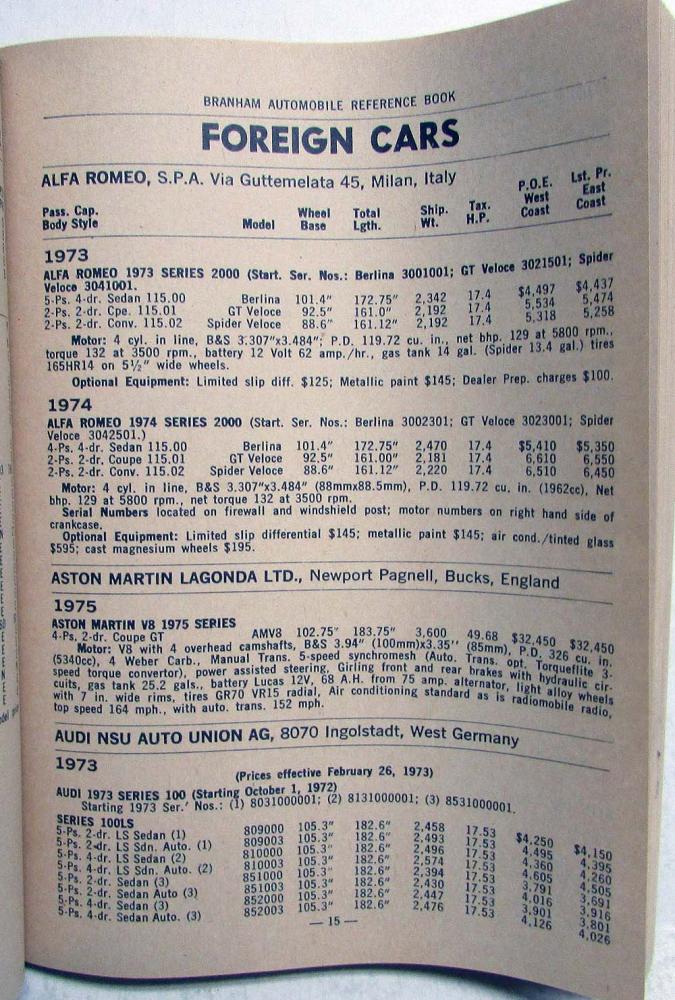 BRANHAM AUTOMOBILE REFERENCE BOOK
FOREIGN CARS
ALFA ROMEO, S.P.A. Via Guttemelata 45, Milan, Italy
Pass. Cap. Body Style Model Wheel Base Total Lgth. Ship. Wt. Tax. H.P. P.O.E. West Coast Lst. Pr. East Coast
1973
ALFA ROMEO 1973 SERIES 2000 (Start. Ser. Nos.: Berlina 3001001; GT Veloce 3021501; Spider
Veloce 3041001.
5-Ps. 4-dr. Sedan 115.00 Berlina 101.4" 172.75" 2,342 17.4 $4,497 $4,437
2-Ps. 2-dr. Cpe. 115.01 GT Veloce 92.5" 161.0" 2,192 17.4 5,534 5,474
2-Ps. 2-dr. Conv. 115.02 Spider Veloce 88.6" 161.12" 2,192 17.4 5,318 5,258
Motor: 4 cyl. in line, B&S 3.307"x3.484"; P.D. 119.72 cu. in., net bhp. 129 at 5800 rpm.,
torque 132 at 3500 rpm., battery 12 Volt 62 amp./hr., gas tank 14 gal. (Spider 13.4 gal.) tires
165HR14 on 5½" wide wheels.
Optional Equipment: Limited slip diff. $125; Metallic paint $145; Dealer Prep. charges $100.
1974
ALFA ROMEO 1974 SERIES 2000 (Start. Ser. Nos.: Berlina 3002301; GT Veloce 3023001; Spider
Veloce 3042501.)
4-Ps. 4-dr. Sedan 115.00 Berlina 101.4" 172.75" 2,470 17.4 $5,410 $5,350
2-Ps. 2-dr. Coupe 115.01 GT Veloce 92.5" 161.00" 2,181 17.4 6,610 6,550
2-Ps. 2-dr. Conv. 115.02 Spider Veloce 88.6" 161.12" 2,220 17.4 6,510 6,450
Motor: 4 cyl. in line, B&S 3.307"x3.484" (88mmx88.5mm), P.D. 119.72 cu. in. (1962cc), Net
bhp. 129 at 5800 rpm., net torque 132 at 3500 rpm.
Serial Numbers located on firewall and windshield post; motor numbers on right hand side of
crankcase.
Optional Equipment: Limited slip differential $145; metallic paint $145; air cond./tinted glass
$595; cast magnesium wheels $195.
ASTON MARTIN LAGONDA LTD., Newport Pagnell, Bucks, England
1975
ASTON MARTIN V8 1975 SERIES
4-Ps. 2-dr. Coupe GT AMV8 102.75" 183.75" 3,600 49.68 $32,450 $32,450
Motor: V8 with 4 overhead camshafts, B&S 3.94" (100mm)x3.35'' (85mm), P.D. 326 cu. in.
(5340cc), 4 Weber Carb., Manual Trans. 5-speed synchromesh (Auto. Trans. opt. Torqueflite 3-
speed torque convertor), power assisted steering, Girling front and rear brakes with hydraulic cir-
cuits, gas tank 25.2 gals., battery Lucas 12V, 68 A.H. from 75 amp. alternator, light alloy wheels
with 7 in. wide rims, tires GR70 VR15 radial, Air conditioning standard as is radiomobile radio,
top speed 164 mph., with auto. trans. 152 mph.
AUDI NSU AUTO UNION AG, 8070 Ingolstadt, West Germany
1973
(Prices effective February 26, 1973)
AUDI 1973 SERIES 100 (Starting October 1, 1972)
Starting 1973 Ser.' Nos.: (1) 8031000001; (2) 8131000001; (3) 8531000001.
SERIES 100LS
5-Ps. 2-dr. LS Sedan (1) 809000 105.3" 182.6" 2,458 17.53 $4,250 $4,150
5-Ps. 2-dr. LS Sdn. Auto. (1) 809003 105.3" 182.6" 2,493 17.53 4,495 4,395
5-Ps. 4-dr. LS Sedan (2) 810000 105.3" 182.6" 2,496 17.53 4,360 4,260
5-Ps. 4-dr. LS Sdn. Auto. (2) 810003 105.3" 182.6" 2,574 17.53 4,605 4,505
5-Ps. 2-dr. Sedan (3) 851000 105.3" 182.6" 2,394 17.53 3,791 3,691
5-Ps. 2-dr. Sedan Auto (3) 851003 105.3" 182.6" 2,430 17.53 4,016 3,916
5-Ps. 4-dr. Sedan (3) 852000 105.3" 182.6" 2,447 17.53 3,901 3,801
5-Ps. 4-dr. Sedan Auto. (3) 852003 105.3" 182.6" 2,476 17.53 4,126 4,026
— 15 —